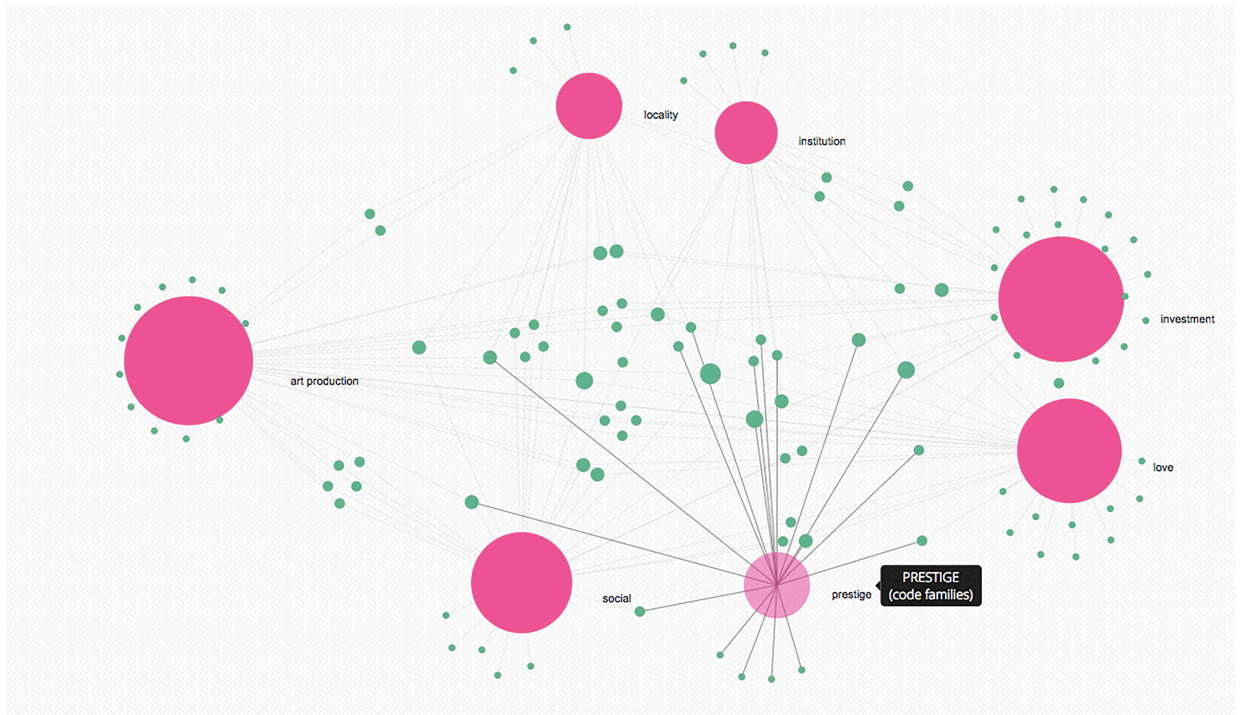 locality
institution
investment
art production
love
social
prestige
PRESTIGE
(code families)